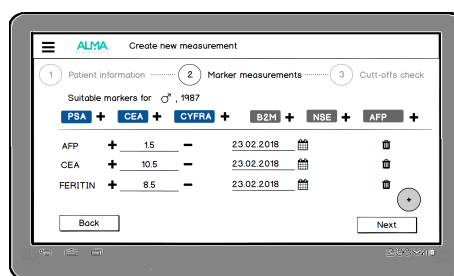 ALMA Create new measurement
1 Patient information 2 Marker measurements 3 Cutt-offs check
Suitable markers for ♂ , 1987
PSA + CEA + CYFRA + B2M + NSE + AFP +
AFP + 1.5 − 23.02.2018
CEA + 10.5 − 23.02.2018
FERITIN + 8.5 − 23.02.2018
+
Back Next